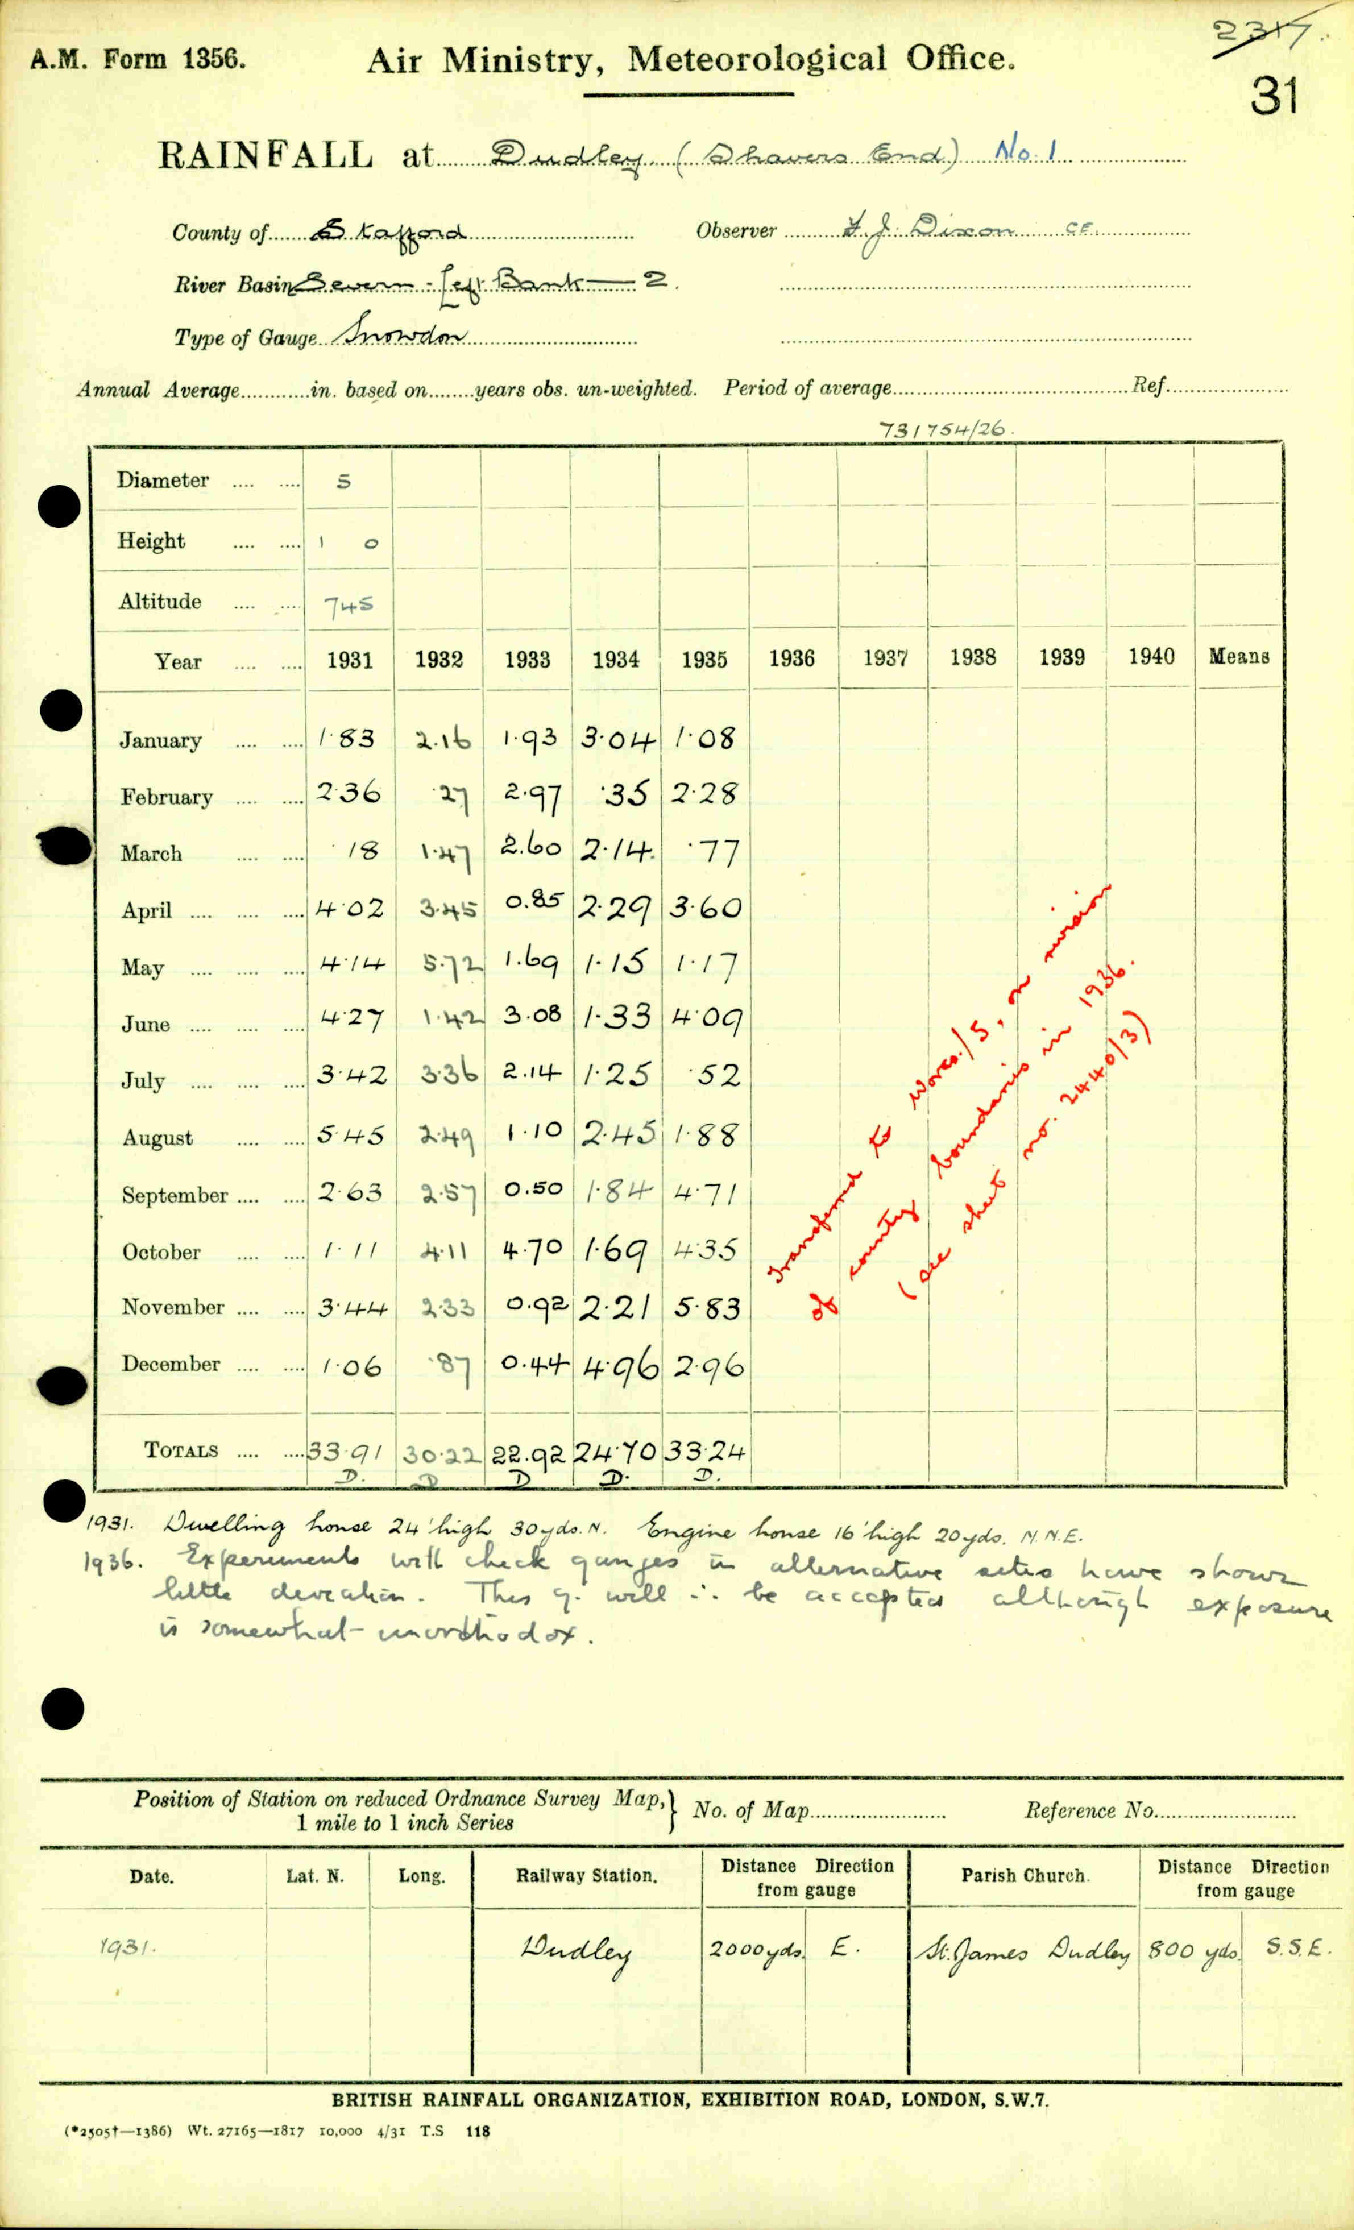 2317.
A.M. Form 1356. Air Ministry, Meteorological Office.
31
RAINFALL at Dudley (Shavers End) No. 1
County of Stafford Observer F. J. Dixon C.E.
River Basin Severn - Left Bank — 2.
Type of Gauge Snowdon
Annual Average in. based on years obs. un-weighted. Period of average Ref.
731754/26.
Diameter 5
Height 1 0
Altitude 745
Year 1931 1932 1933 1934 1935 1936 1937 1938 1939 1940 Means
January 1·83 2.16 1·93 3·04 1·08
February 2·36 ·27 2·97 ·35 2·28
March ·18 1·47 2.60 2·14 ·77
April 4·02 3·45 0.85 2·29 3·60
May 4·14 5·72 1.69 1·15 1·17
June 4·27 1·42 3·08 1·33 4·09
July 3·42 3·36 2·14 1·25 ·52
August 5·45 2·49 1·10 2·45 1·88
September 2·63 2·57 0.50 1·84 4·71
October 1·11 4·11 4·70 1·69 4·35
November 3·44 2·33 0.92 2·21 5·83
December 1·06 ·87 0.44 4·96 2·96
TOTALS 33·91 30·22 22.92 24·70 33·24
D. D D D. D.
Transferred to Worcs./5, on revision
of county boundaries in 1936.
(see sheet no. 2440/3)
1931. Dwelling house 24' high 30 yds. N. Engine house 16' high 20 yds. N.N.E.
1936. Experiments with check gauges in alternative sites have shown
little deviation. This g. will ∴ be accepted although exposure
is somewhat unorthodox.
Position of Station on reduced Ordnance Survey Map, } No. of Map Reference No.
1 mile to 1 inch Series
Date. Lat. N. Long. Railway Station. Distance Direction from gauge Parish Church. Distance Direction from gauge
1931. Dudley 2000 yds. E. St. James Dudley 800 yds. S.S.E.
BRITISH RAINFALL ORGANIZATION, EXHIBITION ROAD, LONDON, S.W.7.
(*2505†—1386) Wt. 27165—1817 10,000 4/31 T.S 118